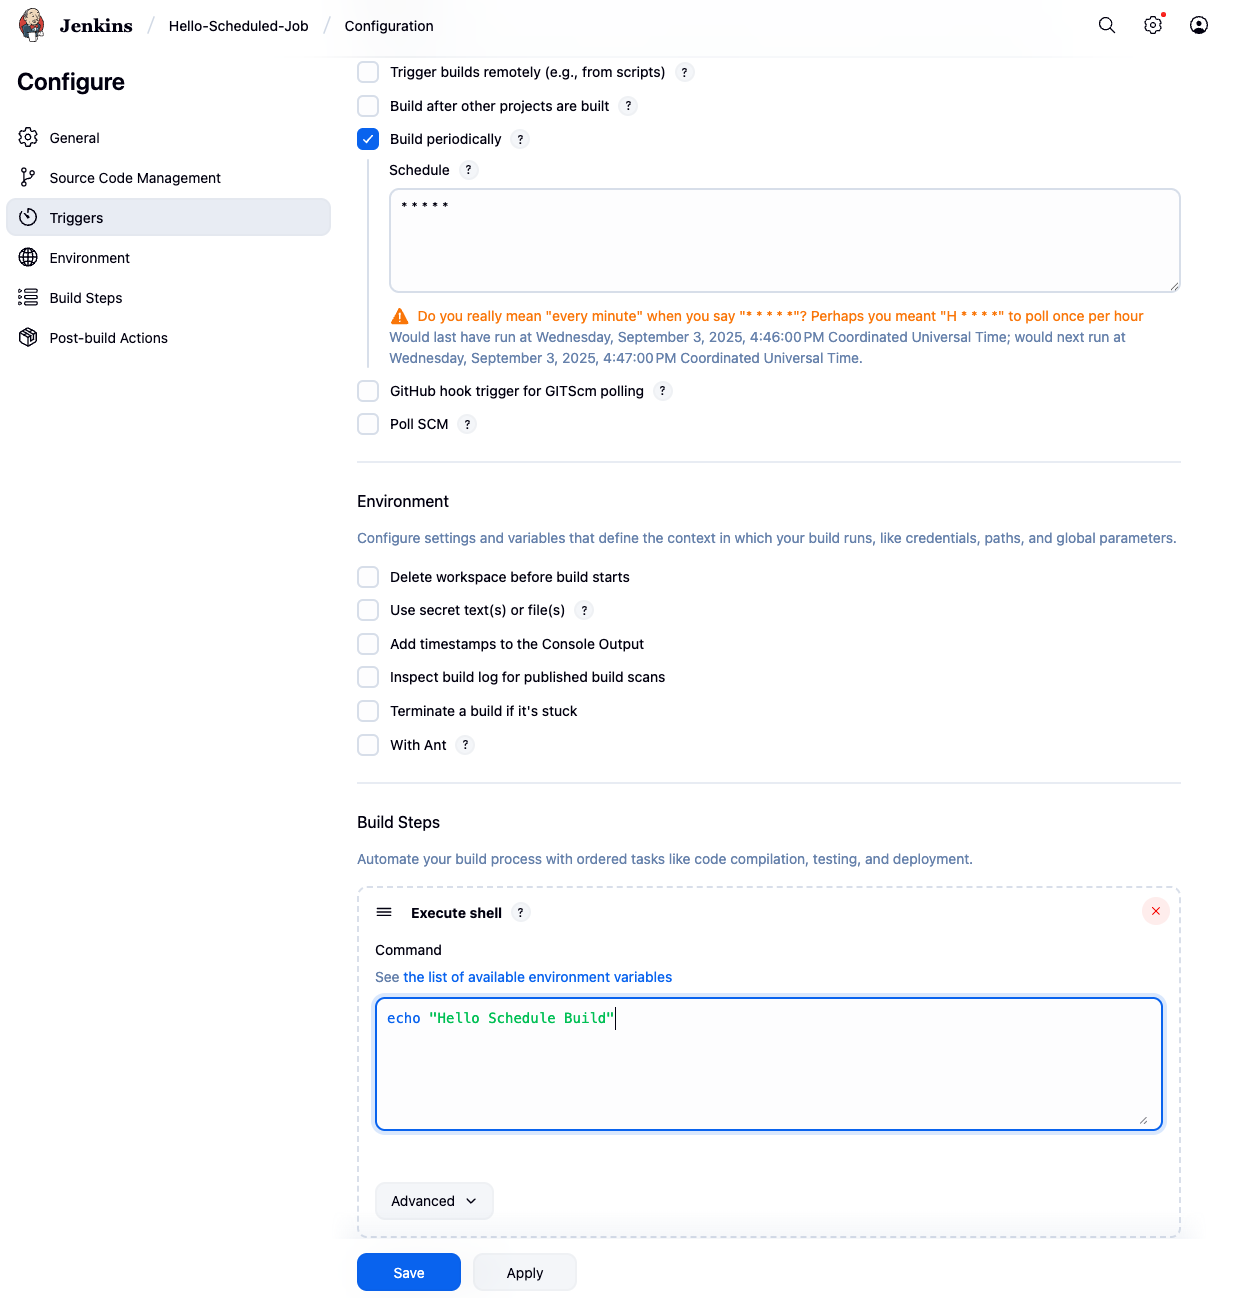 Jenkins / Hello-Scheduled-Job / Configuration
Configure
General
Source Code Management
Triggers
Environment
Build Steps
Post-build Actions
Trigger builds remotely (e.g., from scripts) ?
Build after other projects are built ?
Build periodically ?
Schedule ?
* * * * *
Do you really mean "every minute" when you say "* * * * *"? Perhaps you meant "H * * * *" to poll once per hour
Would last have run at Wednesday, September 3, 2025, 4:46:00 PM Coordinated Universal Time; would next run at
Wednesday, September 3, 2025, 4:47:00 PM Coordinated Universal Time.
GitHub hook trigger for GITScm polling ?
Poll SCM ?
Environment
Configure settings and variables that define the context in which your build runs, like credentials, paths, and global parameters.
Delete workspace before build starts
Use secret text(s) or file(s) ?
Add timestamps to the Console Output
Inspect build log for published build scans
Terminate a build if it's stuck
With Ant ?
Build Steps
Automate your build process with ordered tasks like code compilation, testing, and deployment.
Execute shell ?
Command
See the list of available environment variables
echo "Hello Schedule Build"
Advanced
Save Apply